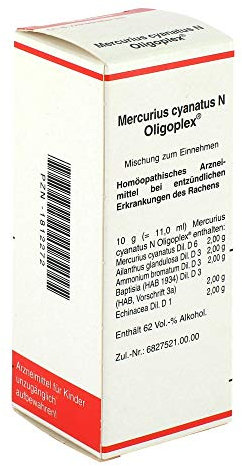 Mercurius cyanatus N
Oligoplex®
Mischung zum Einnehmen
Homöopathisches Arznei-
mittel bei entzündlichen
Erkrankungen des Rachens
10 g (= 11,0 ml) Mercurius
cyanatus N Oligoplex® enthalten:
Mercurius cyanatus Dil. D 6 2,00 g
Ailanthus glandulosa Dil. D 3 2,00 g
Ammonium bromatum Dil. D 3 2,00 g
Baptisia (HAB 1934) Dil. D 3 2,00 g
(HAB, Vorschrift 3a)
Echinacea Dil. D 1 2,00 g
Enthält 62 Vol.-% Alkohol.
Zul.-Nr.: 6827521.00.00
PZN-1812272
Arzneimittel für Kinder
unzugänglich
aufbewahren!